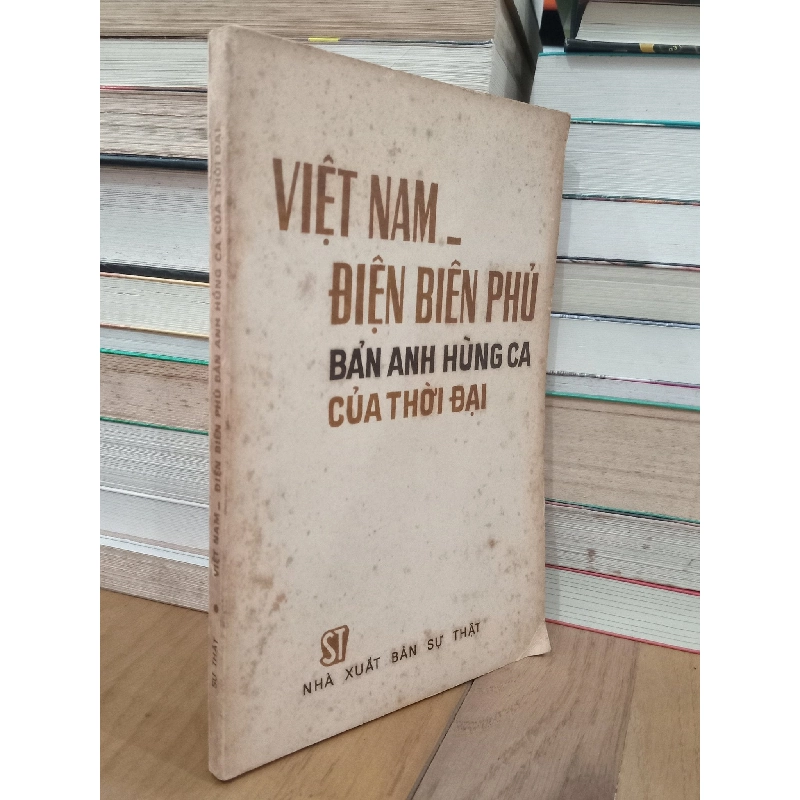 VIỆT NAM _
ĐIỆN BIÊN PHỦ
BẢN ANH HÙNG CA
CỦA THỜI ĐẠI
ST
NHÀ XUẤT BẢN SỰ THẬT
SỰ THẬT ● VIỆT NAM _ ĐIỆN BIÊN PHỦ BẢN ANH HÙNG CA CỦA THỜI ĐẠI